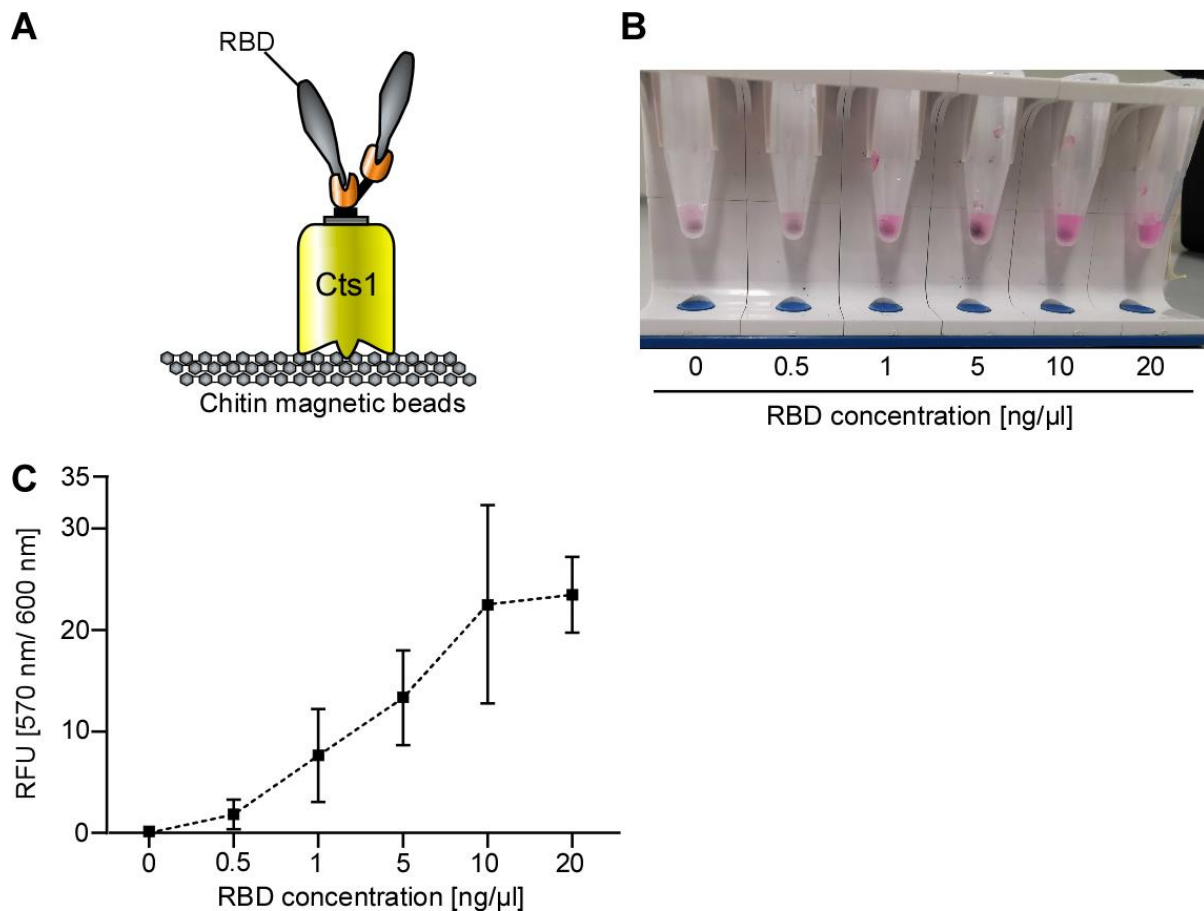 A
RBD
Cts1
Chitin magnetic beads
B
0 0.5 1 5 10 20
RBD concentration [ng/µl]
C
RFU [570 nm/ 600 nm]
35
30
20
10
0
0 0.5 1 5 10 20
RBD concentration [ng/µl]